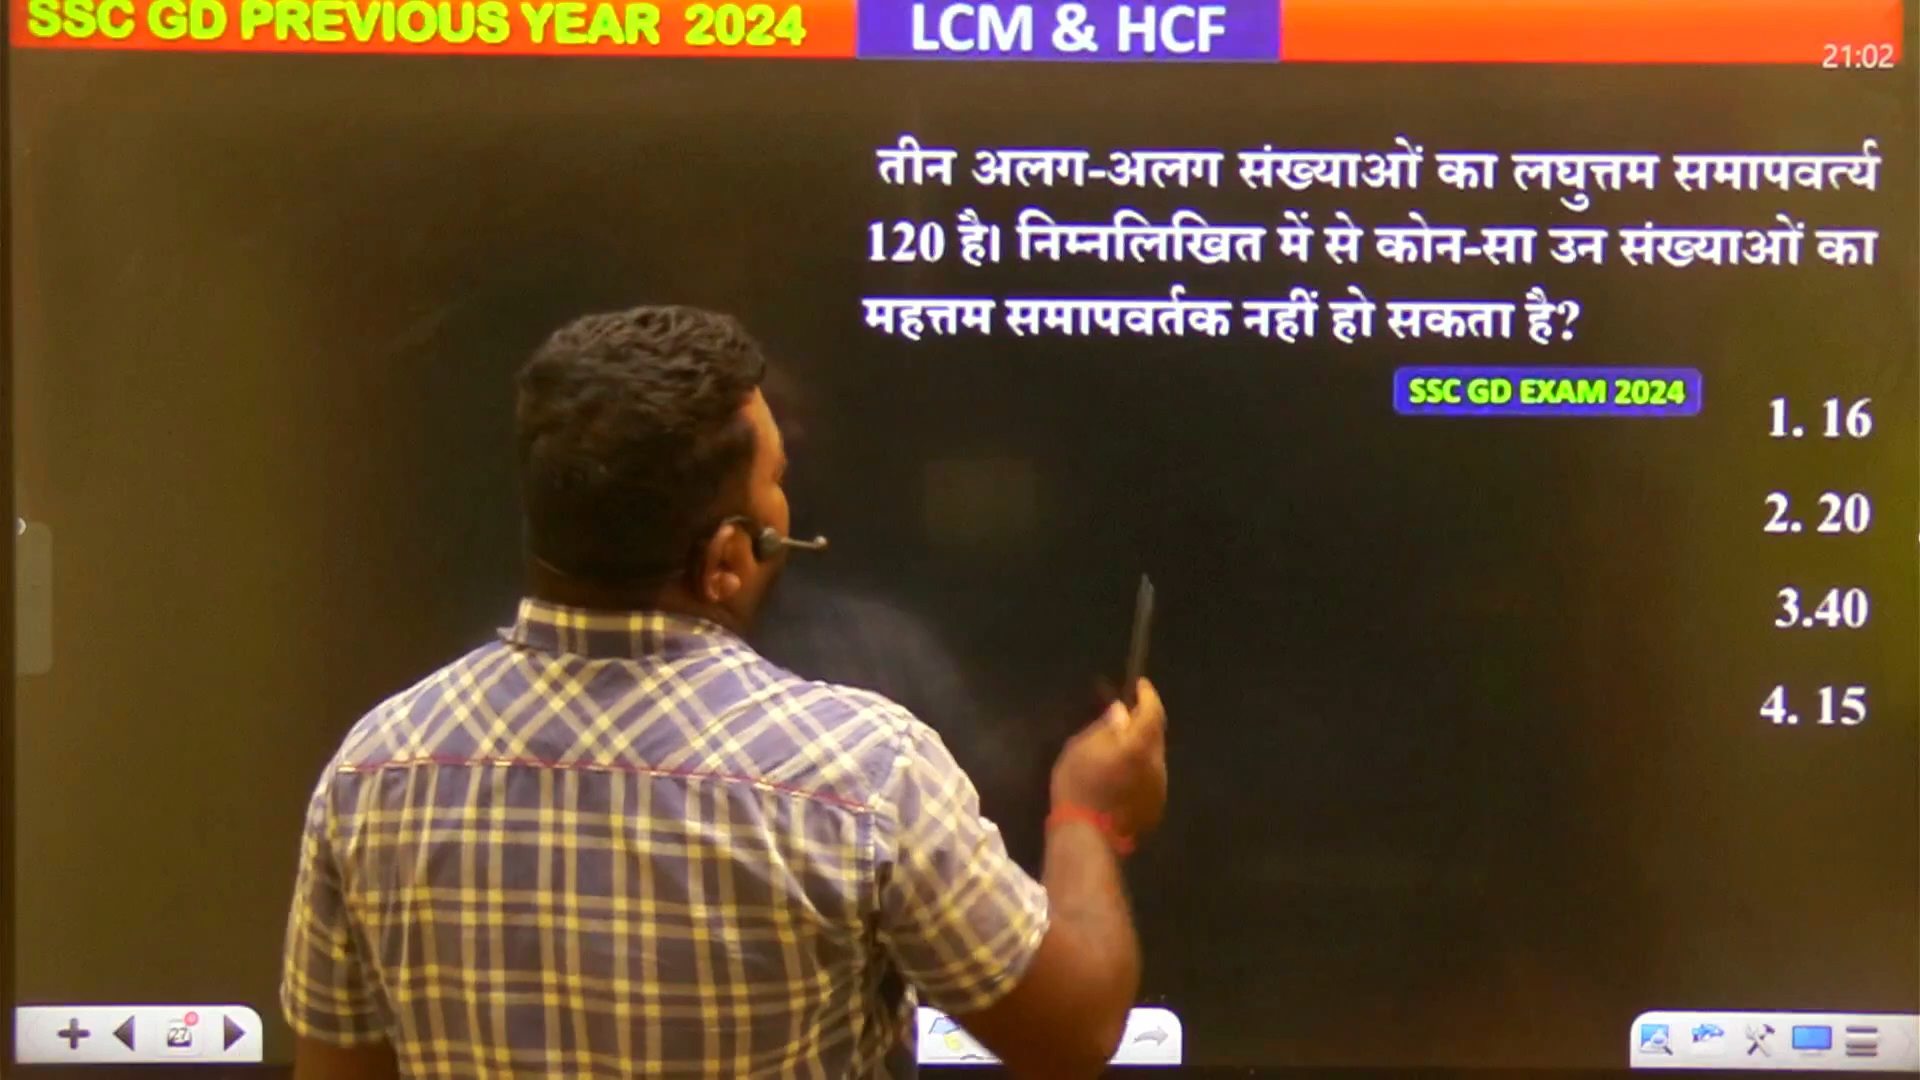 SSC GD PREVIOUS YEAR 2024
LCM & HCF
21:02
तीन अलग-अलग संख्याओं का लघुत्तम समापवर्त्य
120 है। निम्नलिखित में से कोन-सा उन संख्याओं का
महत्तम समापवर्तक नहीं हो सकता है?
SSC GD EXAM 2024
1. 16
2. 20
3.40
4. 15
27